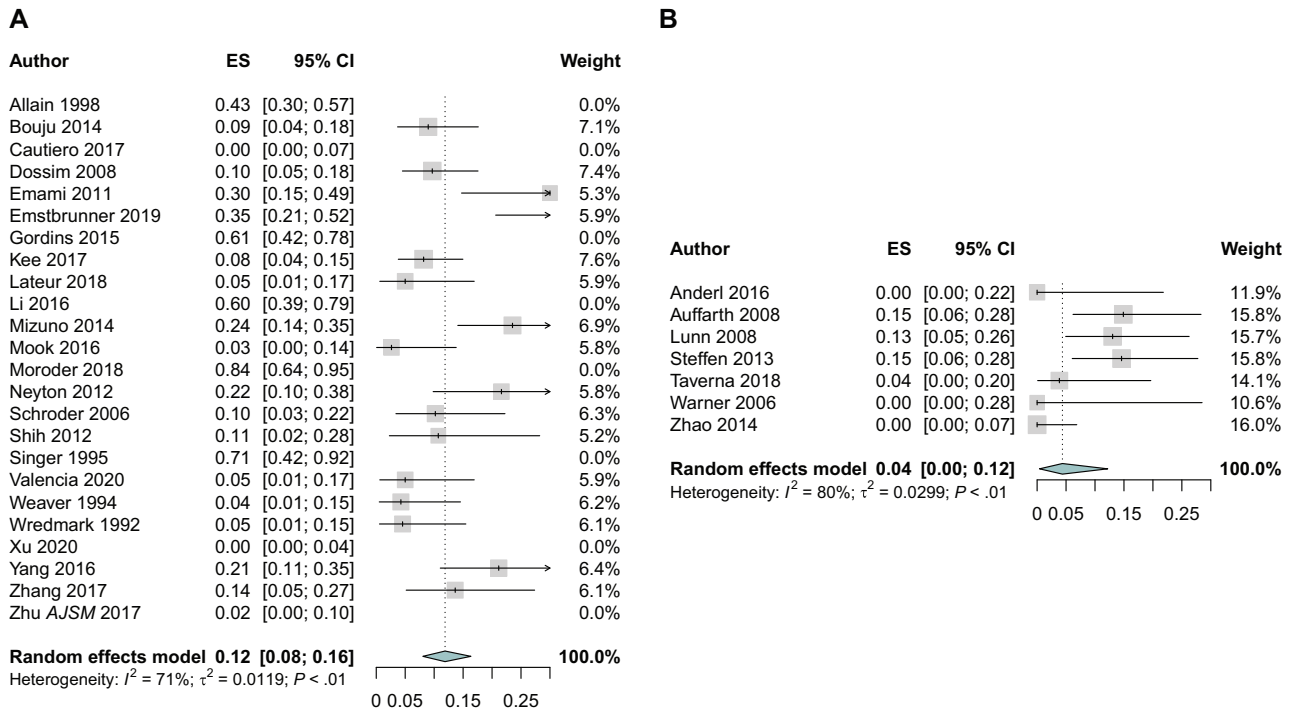 A
Author ES 95% CI Weight
Allain 1998 0.43 [0.30; 0.57] 0.0%
Bouju 2014 0.09 [0.04; 0.18] 7.1%
Cautiero 2017 0.00 [0.00; 0.07] 0.0%
Dossim 2008 0.10 [0.05; 0.18] 7.4%
Emami 2011 0.30 [0.15; 0.49] 5.3%
Emstbrunner 2019 0.35 [0.21; 0.52] 5.9%
Gordins 2015 0.61 [0.42; 0.78] 0.0%
Kee 2017 0.08 [0.04; 0.15] 7.6%
Lateur 2018 0.05 [0.01; 0.17] 5.9%
Li 2016 0.60 [0.39; 0.79] 0.0%
Mizuno 2014 0.24 [0.14; 0.35] 6.9%
Mook 2016 0.03 [0.00; 0.14] 5.8%
Moroder 2018 0.84 [0.64; 0.95] 0.0%
Neyton 2012 0.22 [0.10; 0.38] 5.8%
Schroder 2006 0.10 [0.03; 0.22] 6.3%
Shih 2012 0.11 [0.02; 0.28] 5.2%
Singer 1995 0.71 [0.42; 0.92] 0.0%
Valencia 2020 0.05 [0.01; 0.17] 5.9%
Weaver 1994 0.04 [0.01; 0.15] 6.2%
Wredmark 1992 0.05 [0.01; 0.15] 6.1%
Xu 2020 0.00 [0.00; 0.04] 0.0%
Yang 2016 0.21 [0.11; 0.35] 6.4%
Zhang 2017 0.14 [0.05; 0.27] 6.1%
Zhu AJSM 2017 0.02 [0.00; 0.10] 0.0%
Random effects model 0.12 [0.08; 0.16] 100.0%
Heterogeneity: I² = 71%; τ² = 0.0119; P < .01
0 0.05 0.15 0.25
B
Author ES 95% CI Weight
Anderl 2016 0.00 [0.00; 0.22] 11.9%
Auffarth 2008 0.15 [0.06; 0.28] 15.8%
Lunn 2008 0.13 [0.05; 0.26] 15.7%
Steffen 2013 0.15 [0.06; 0.28] 15.8%
Taverna 2018 0.04 [0.00; 0.20] 14.1%
Warner 2006 0.00 [0.00; 0.28] 10.6%
Zhao 2014 0.00 [0.00; 0.07] 16.0%
Random effects model 0.04 [0.00; 0.12] 100.0%
Heterogeneity: I² = 80%; τ² = 0.0299; P < .01
0 0.05 0.15 0.25